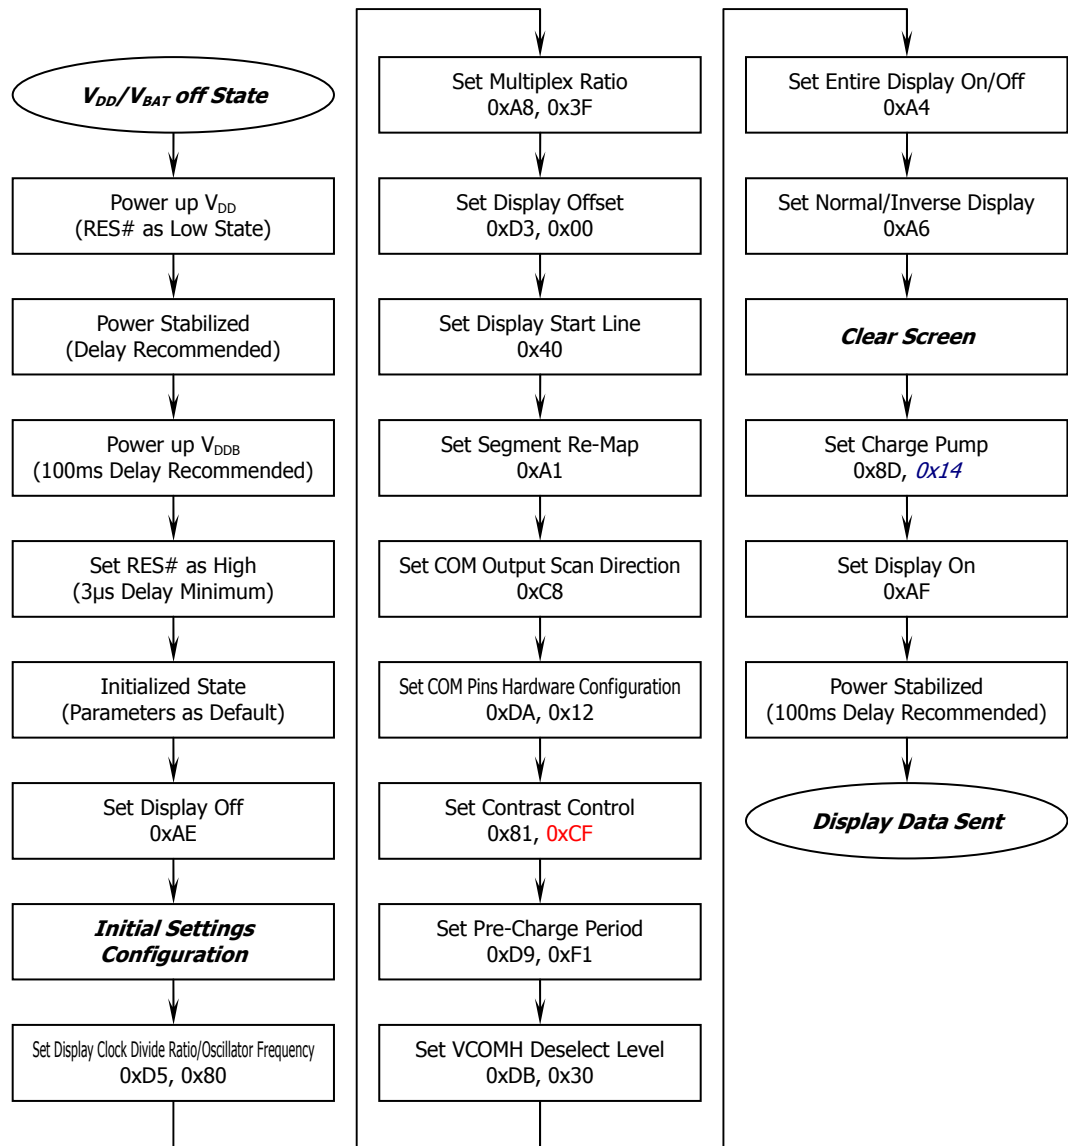 V_DD/V_BAT off State
Power up V_DD
(RES# as Low State)
Power Stabilized
(Delay Recommended)
Power up V_DDB
(100ms Delay Recommended)
Set RES# as High
(3μs Delay Minimum)
Initialized State
(Parameters as Default)
Set Display Off
0xAE
Initial Settings
Configuration
Set Display Clock Divide Ratio/Oscillator Frequency
0xD5, 0x80
Set Multiplex Ratio
0xA8, 0x3F
Set Display Offset
0xD3, 0x00
Set Display Start Line
0x40
Set Segment Re-Map
0xA1
Set COM Output Scan Direction
0xC8
Set COM Pins Hardware Configuration
0xDA, 0x12
Set Contrast Control
0x81, 0xCF
Set Pre-Charge Period
0xD9, 0xF1
Set VCOMH Deselect Level
0xDB, 0x30
Set Entire Display On/Off
0xA4
Set Normal/Inverse Display
0xA6
Clear Screen
Set Charge Pump
0x8D, 0x14
Set Display On
0xAF
Power Stabilized
(100ms Delay Recommended)
Display Data Sent